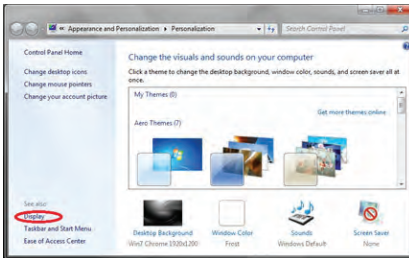 « Appearance and Personalization ▸ Personalization
Search Control Panel
Control Panel Home
Change desktop icons
Change mouse pointers
Change your account picture
Change the visuals and sounds on your computer
Click a theme to change the desktop background, window color, sounds, and screen saver all at
once.
My Themes (0)
Get more themes online
Aero Themes (7)
See also
Display
Taskbar and Start Menu
Ease of Access Center
Desktop Background
Win7 Chrome 1920x1200
Window Color
Frost
Sounds
Windows Default
Screen Saver
None